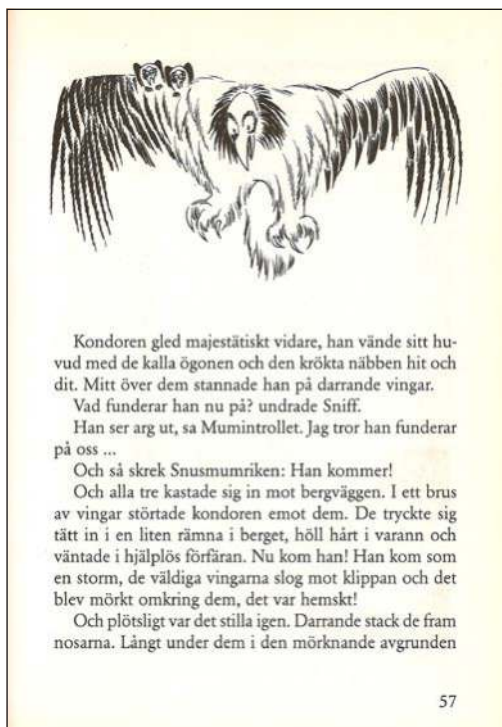 Kondoren gled majestätiskt vidare, han vände sitt hu-
vud med de kalla ögonen och den krökta näbben hit och
dit. Mitt över dem stannade han på darrande vingar.
Vad funderar han nu på? undrade Sniff.
Han ser arg ut, sa Mumintrollet. Jag tror han funderar
på oss ...
Och så skrek Snusmumriken: Han kommer!
Och alla tre kastade sig in mot bergväggen. I ett brus
av vingar störtade kondoren emot dem. De tryckte sig
tätt in i en liten rämna i berget, höll hårt i varann och
väntade i hjälplös förfäran. Nu kom han! Han kom som
en storm, de väldiga vingarna slog mot klippan och det
blev mörkt omkring dem, det var hemskt!
Och plötsligt var det stilla igen. Darrande stack de fram
nosarna. Långt under dem i den mörknande avgrunden
57